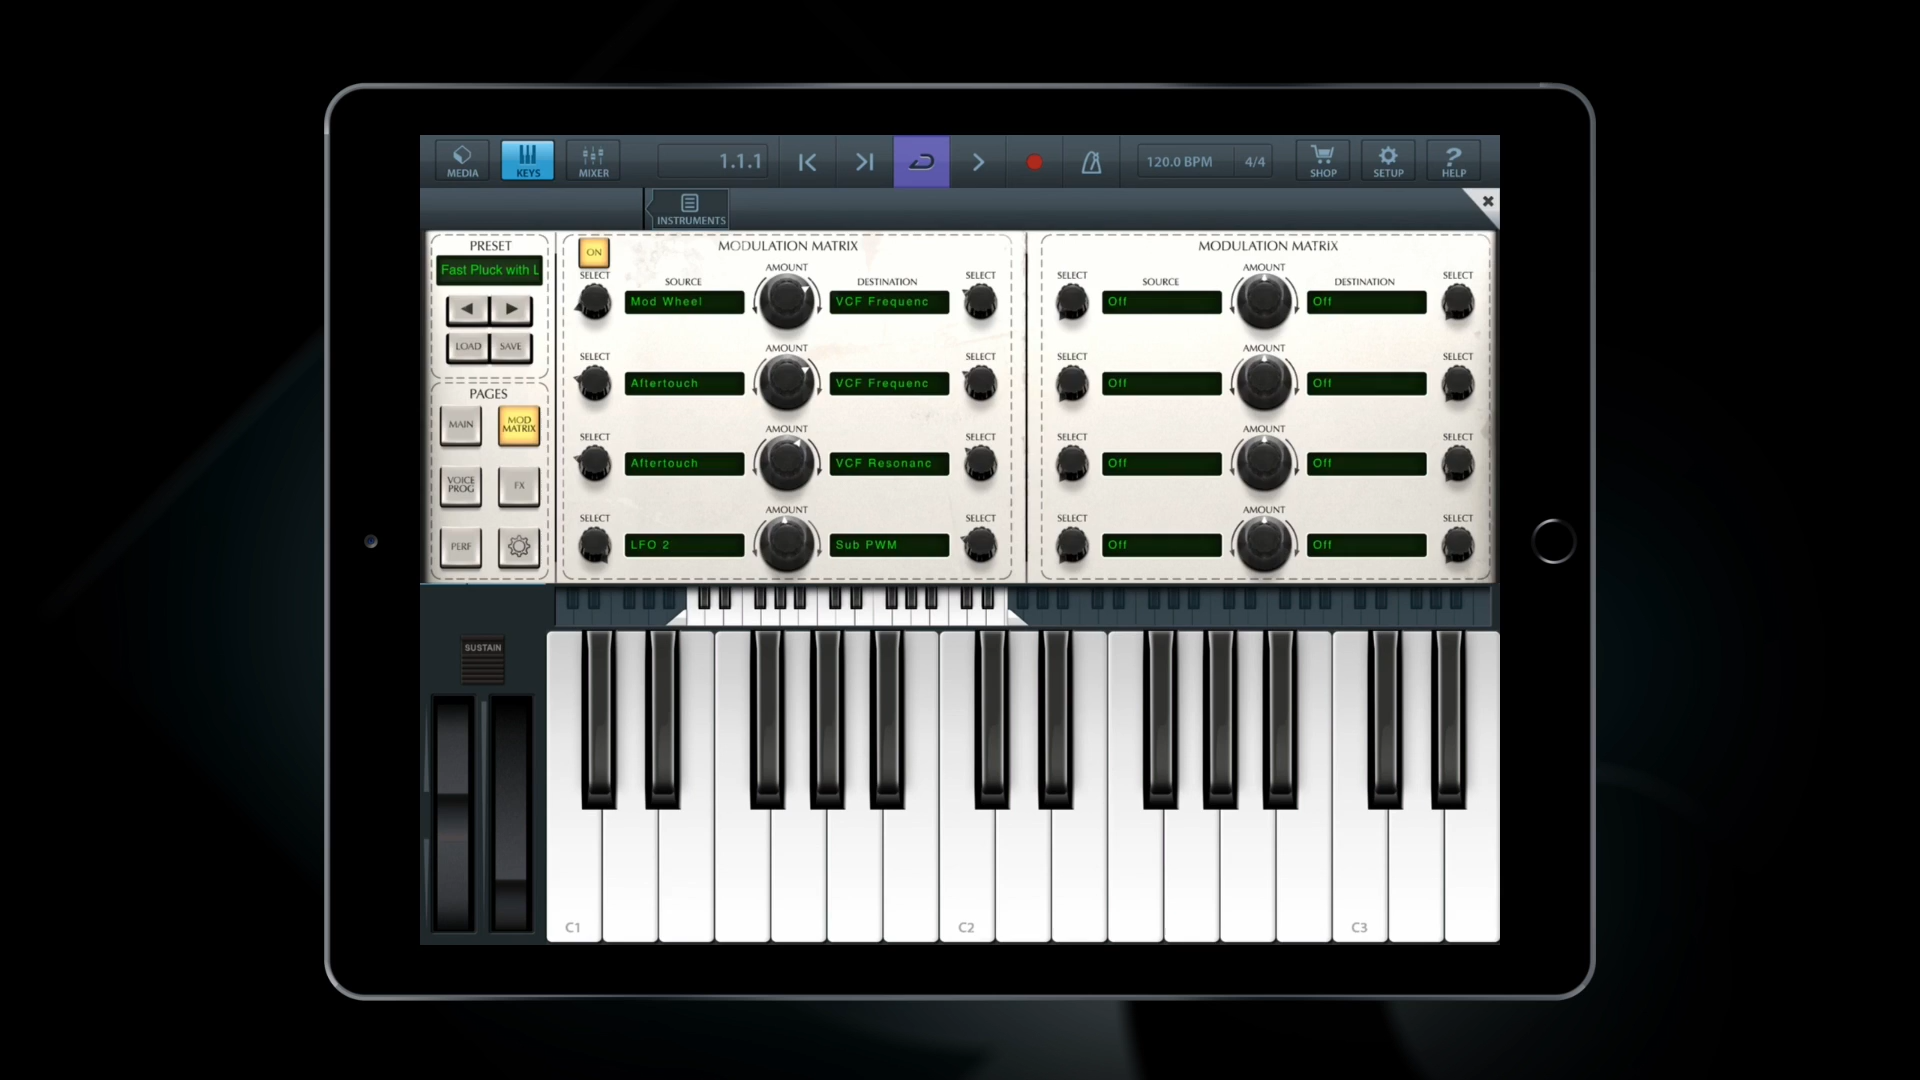 MEDIA
KEYS
MIXER
1.1.1
120.0 BPM
4/4
SHOP
SETUP
HELP
INSTRUMENTS
PRESET
Fast Pluck with L
LOAD
SAVE
PAGES
MAIN
MOD
MATRIX
VOICE
PROG
FX
PERF
ON
MODULATION MATRIX
SELECT
SOURCE
AMOUNT
DESTINATION
SELECT
Mod Wheel
VCF Frequenc
SELECT
AMOUNT
SELECT
Aftertouch
VCF Frequenc
SELECT
AMOUNT
SELECT
Aftertouch
VCF Resonanc
SELECT
AMOUNT
SELECT
LFO 2
Sub PWM
MODULATION MATRIX
SELECT
SOURCE
AMOUNT
DESTINATION
SELECT
Off
Off
SELECT
AMOUNT
SELECT
Off
Off
SELECT
AMOUNT
SELECT
Off
Off
SELECT
AMOUNT
SELECT
Off
Off
SUSTAIN
C1
C2
C3